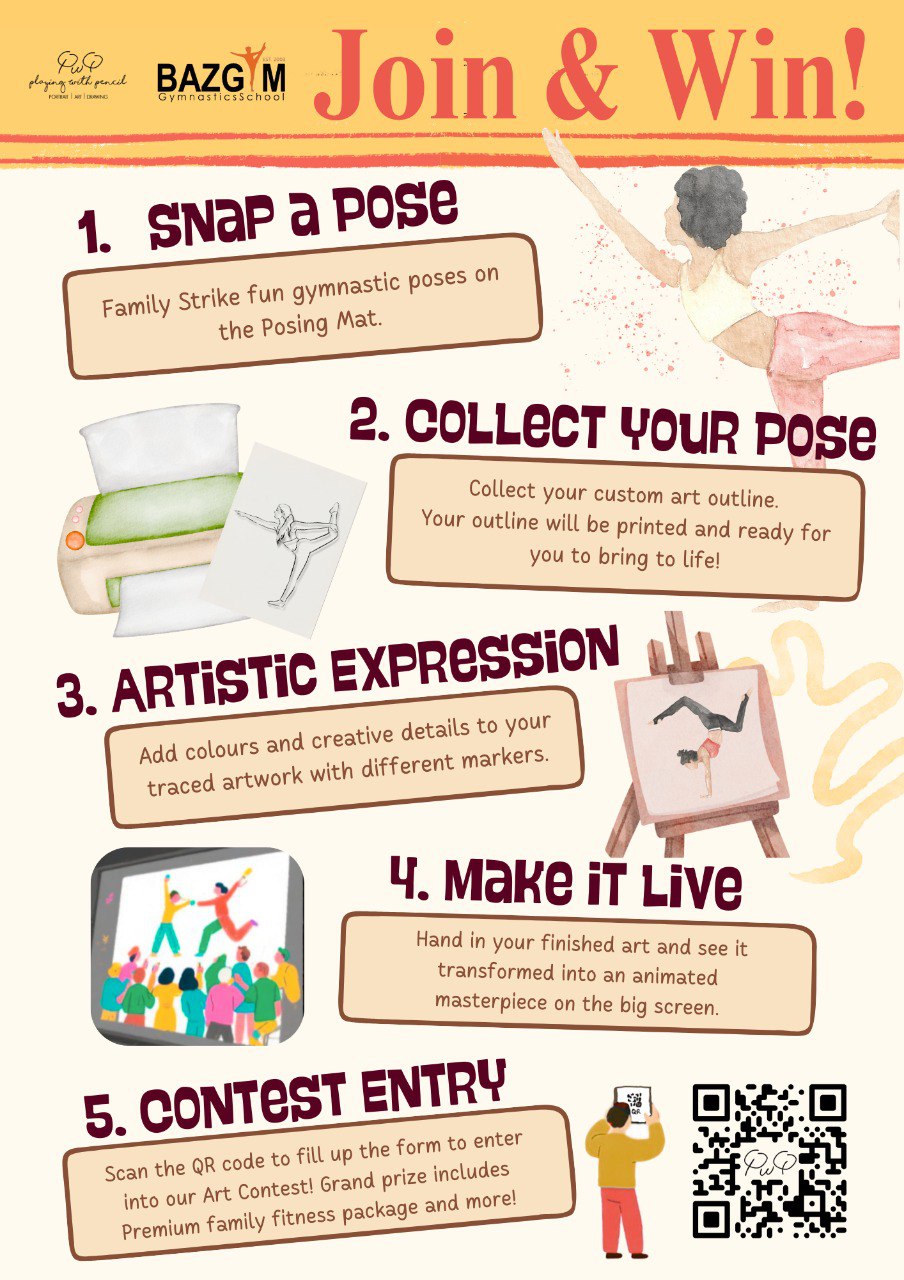 PwP
playing with pencil
PORTRAIT | ART | DRAWING
EST. 2003
BAZGYM
GymnasticsSchool
Join & Win!
1. SNaP a POSe
Family Strike fun gymnastic poses on
the Posing Mat.
2. COLLeCT YOUR POSe
Collect your custom art outline.
Your outline will be printed and ready for
you to bring to life!
3. ARTiSTiC EXPReSSiON
Add colours and creative details to your
traced artwork with different markers.
4. Make iT Live
Hand in your finished art and see it
transformed into an animated
masterpiece on the big screen.
5. CONTeST ENTRY
Scan the QR code to fill up the form to enter
into our Art Contest! Grand prize includes
Premium family fitness package and more!
QR
PwP